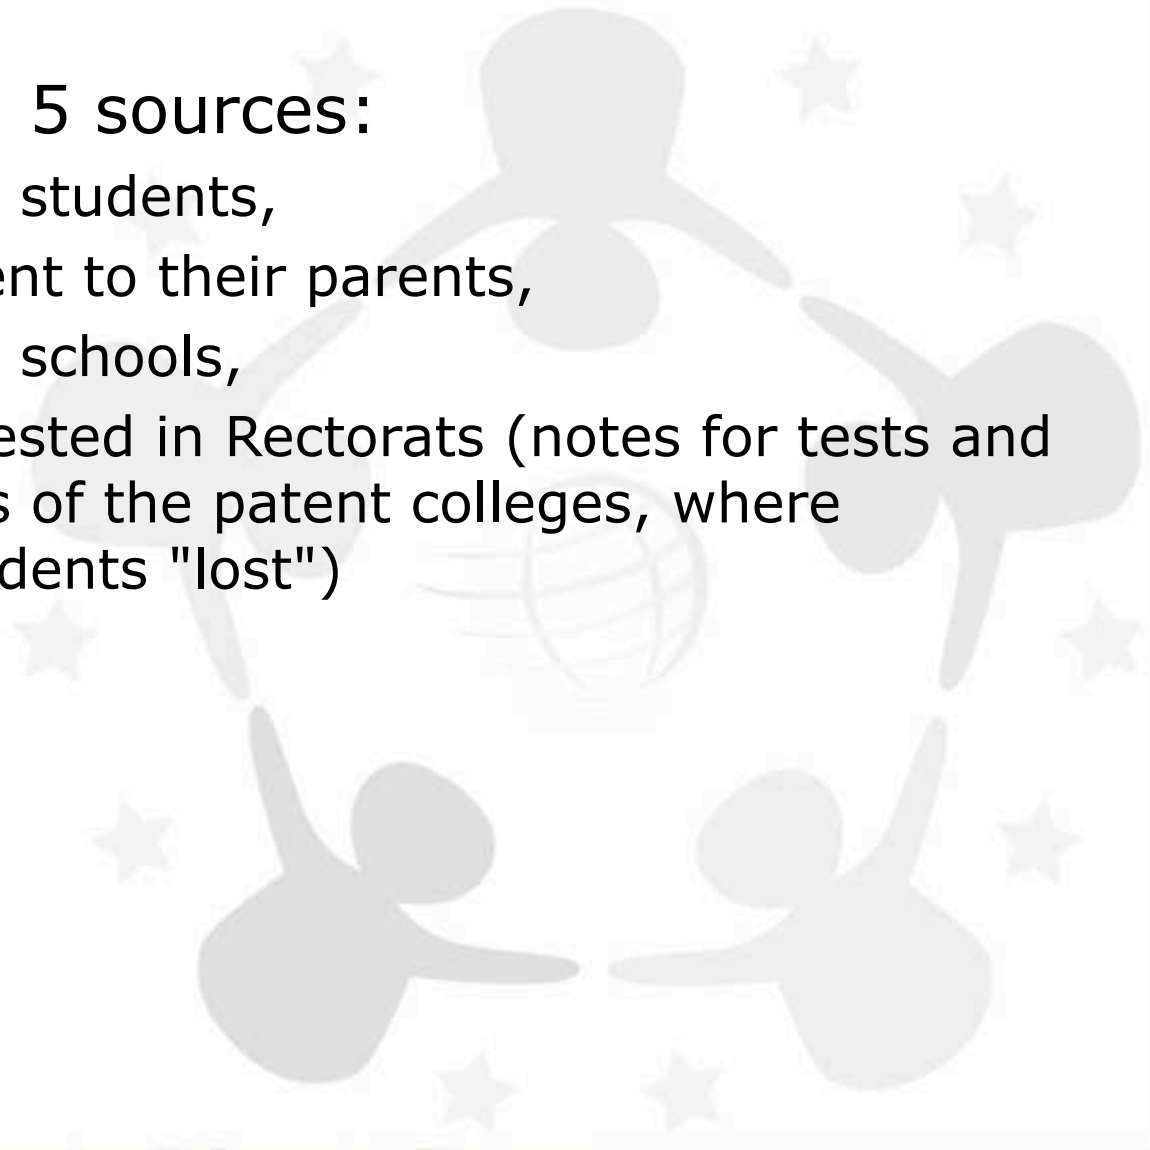 5 sources:
students,
ent to their parents,
schools,
ested in Rectorats (notes for tests and
s of the patent colleges, where
dents "lost")